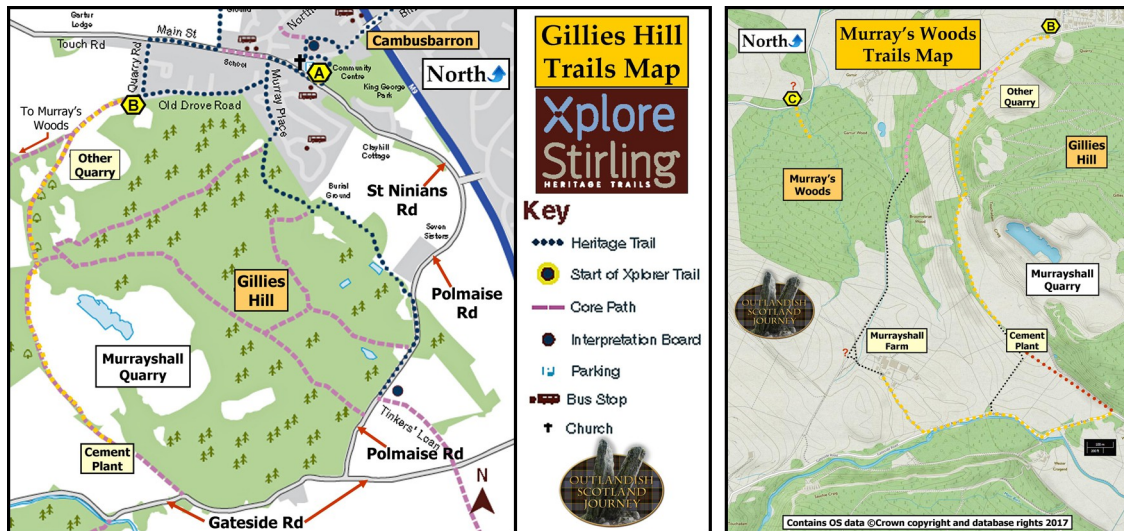 Gartur
Lodge
Touch Rd
Main St
Ground
School
Quarry Rd
Murray Place
Old Drove Road
B
A
Community
Centre
King George
Park
Cambusbarron
North
M9
To Murray's
Woods
Other
Quarry
Clayhill
Cottage
Burial
Ground
St Ninians
Rd
Seven
Sisters
Polmaise
Rd
Gillies
Hill
Murrayshall
Quarry
Cement
Plant
Tinkers' Loan
Polmaise Rd
Gateside Rd
N
Gillies Hill
Trails Map
Xplore
Stirling
HERITAGE TRAILS
Key
Heritage Trail
Start of Xplorer Trail
Core Path
Interpretation Board
Parking
Bus Stop
Church
OUTLANDISH
SCOTLAND
JOURNEY
North
Murray's Woods
Trails Map
B
?
C
Other
Quarry
Gillies
Hill
Murray's
Woods
Murrayshall
Quarry
OUTLANDISH
SCOTLAND
JOURNEY
Murrayshall
Farm
Cement
Plant
?
Contains OS data ©Crown copyright and database rights 2017